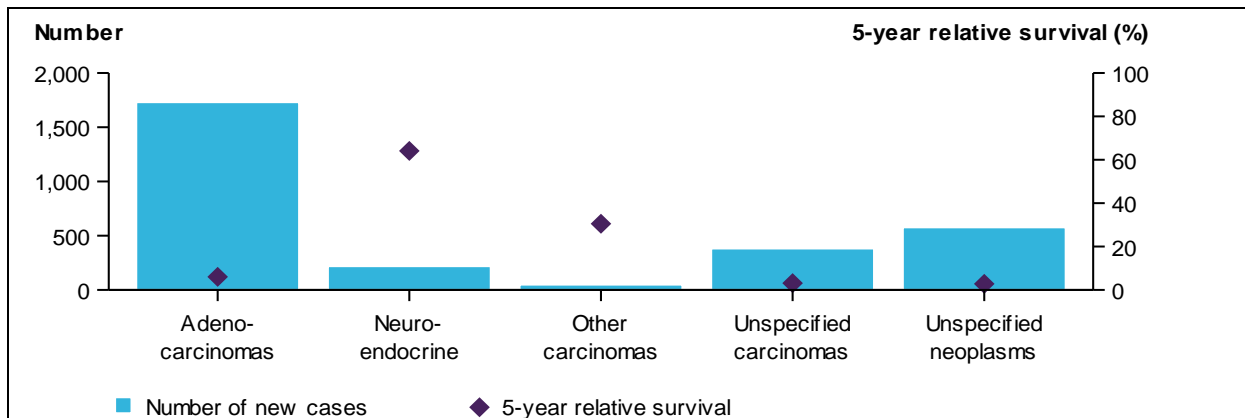 Number 5-year relative survival (%)
2,000 100
1,500 80
1,000 60
500 40
0 20
0
Adeno- Neuro- Other Unspecified Unspecified
carcinomas endocrine carcinomas carcinomas neoplasms
Number of new cases 5-year relative survival